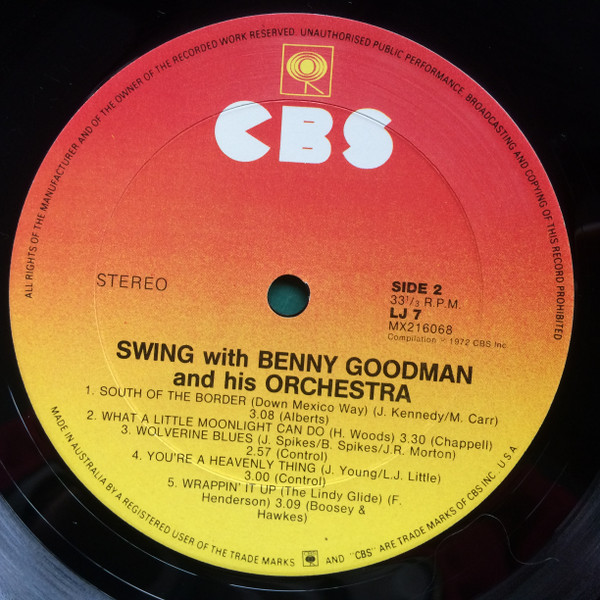 ALL RIGHTS OF THE MANUFACTURER AND OF THE OWNER OF THE RECORDED WORK RESERVED. UNAUTHORISED PUBLIC PERFORMANCE, BROADCASTING AND COPYING OF THIS RECORD PROHIBITED
CBS
STEREO
SIDE 2
33 1/3 R.P.M.
LJ 7
MX216068
Compilation ℗ 1972 CBS Inc.
SWING with BENNY GOODMAN
and his ORCHESTRA
1. SOUTH OF THE BORDER (Down Mexico Way) (J. Kennedy/M. Carr)
3.08 (Alberts)
2. WHAT A LITTLE MOONLIGHT CAN DO (H. Woods) 3.30 (Chappell)
3. WOLVERINE BLUES (J. Spikes/B. Spikes/J.R. Morton)
2.57 (Control)
4. YOU'RE A HEAVENLY THING (J. Young/L.J. Little)
3.00 (Control)
5. WRAPPIN' IT UP (The Lindy Glide) (F.
Henderson) 3.09 (Boosey &
Hawkes)
MADE IN AUSTRALIA BY A REGISTERED USER OF THE TRADE MARKS AND "CBS" ARE TRADE MARKS OF CBS INC. U.S.A.